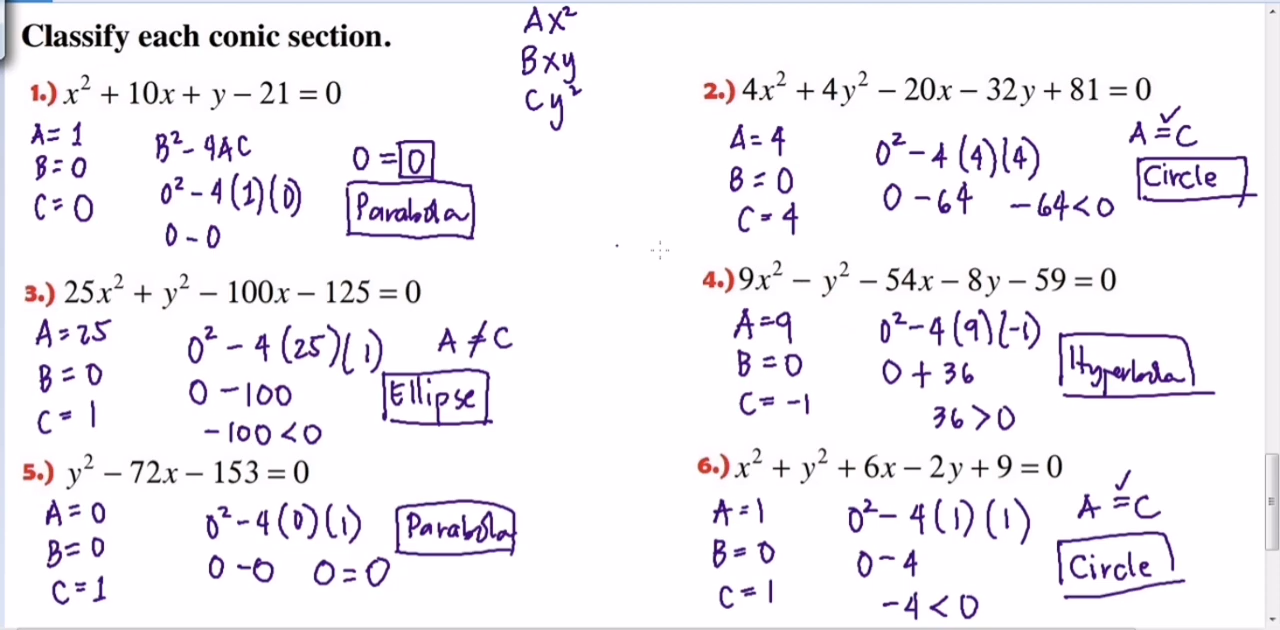 Classify each conic section.
Ax²
Bxy
Cy²
1.) x² + 10x + y − 21 = 0
A= 1
B= 0
C= 0
B² - 4AC
0² - 4(1)(0)
0 - 0
0 = 0
Parabola
2.) 4x² + 4y² − 20x − 32y + 81 = 0
A= 4
B = 0
C = 4
0² - 4(4)(4)
0 - 64 -64<0
A = C ✓
Circle
3.) 25x² + y² − 100x − 125 = 0
A=25
B = 0
C = 1
0² - 4(25)(1)
0 -100
-100 <0
A ≠ C
Ellipse
4.) 9x² − y² − 54x − 8y − 59 = 0
A=9
B = 0
C= -1
0² - 4(9)(-1)
0 + 36
36 > 0
Hyperbola
5.) y² − 72x − 153 = 0
A = 0
B= 0
C = 1
0² - 4(0)(1)
0 - 0 0 = 0
Parabola
6.) x² + y² + 6x − 2y + 9 = 0
A = 1
B = 0
C = 1
0² - 4(1)(1)
0 - 4
-4 < 0
A = C ✓
Circle